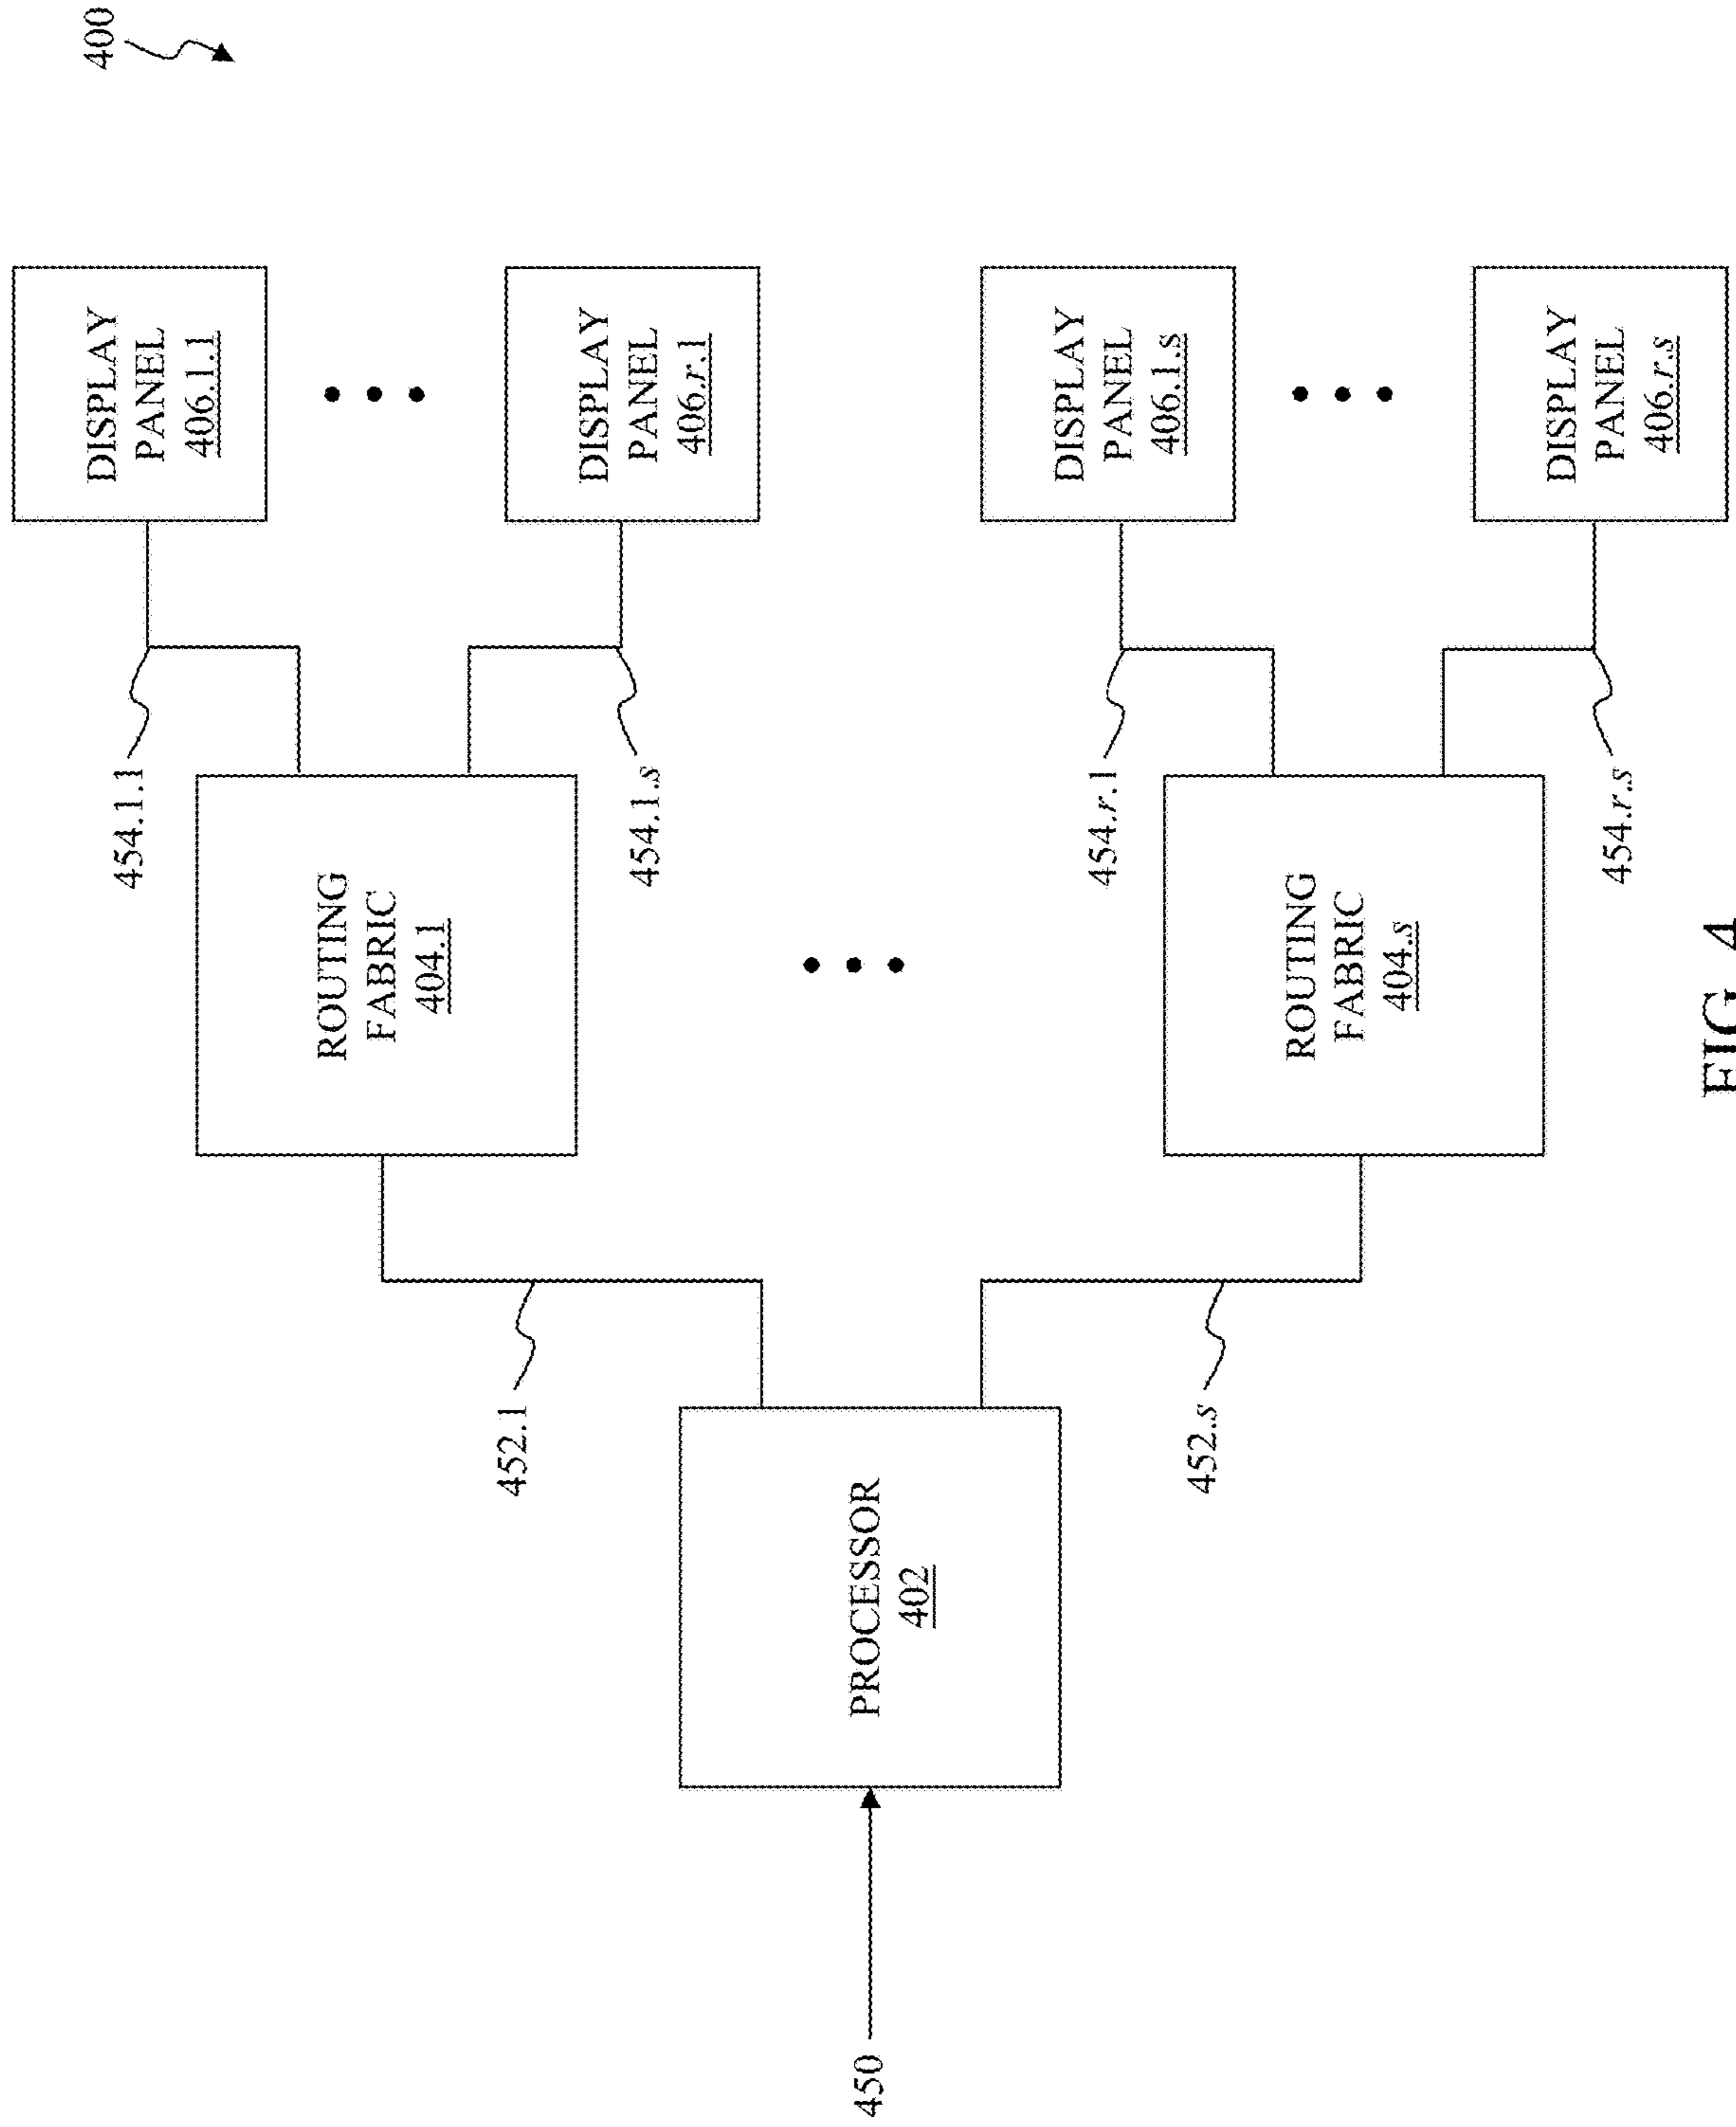 400
DISPLAY
PANEL
406.1.1
454.1.1
ROUTING
FABRIC
404.1
452.1
DISPLAY
PANEL
406.r.1
454.1.s
PROCESSOR
402
450
DISPLAY
PANEL
406.1.s
454.r.1
452.s
ROUTING
FABRIC
404.s
DISPLAY
PANEL
406.r.s
454.r.s
FIG. 4